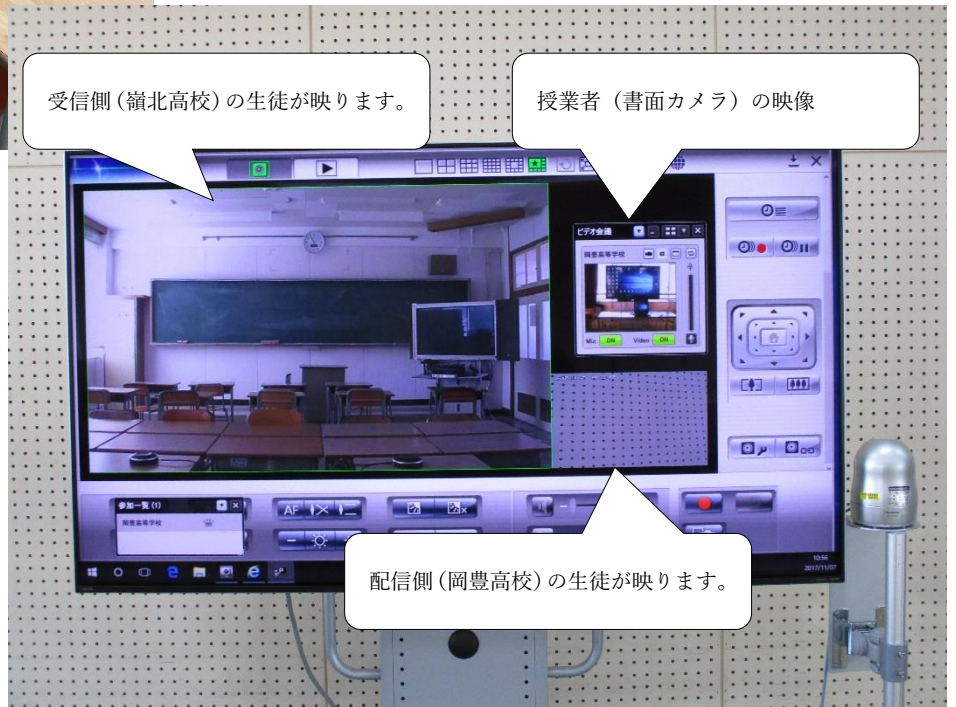 受信側(嶺北高校)の生徒が映ります。
授業者（書画カメラ）の映像
ビデオ会議
岡豊高等学校
Mic ON Video ON
参加一覧 (1)
岡豊高等学校
AF
配信側(岡豊高校)の生徒が映ります。
10:56
2017/11/07